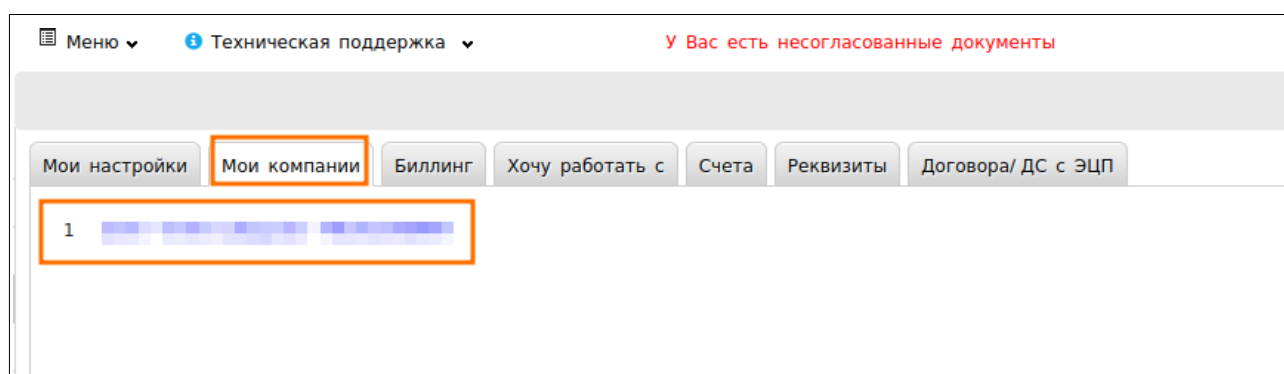 Меню Техническая поддержка У Вас есть несогласованные документы
Мои настройки Мои компании Биллинг Хочу работать с Счета Реквизиты Договора/ ДС с ЭЦП
1